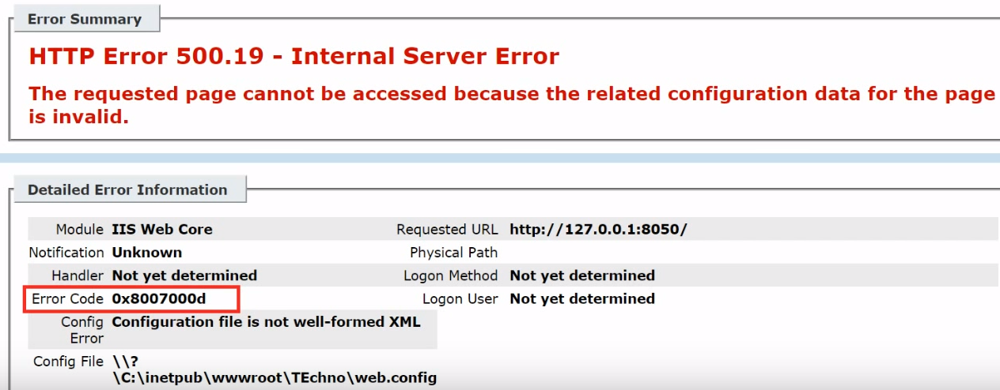 Error Summary
HTTP Error 500.19 - Internal Server Error
The requested page cannot be accessed because the related configuration data for the page
is invalid.
Detailed Error Information
Module IIS Web Core
Requested URL http://127.0.0.1:8050/
Notification Unknown
Physical Path
Handler Not yet determined
Logon Method Not yet determined
Error Code 0x8007000d
Logon User Not yet determined
Config Configuration file is not well-formed XML
Error
Config File \\?
\C:\inetpub\wwwroot\TEchno\web.config